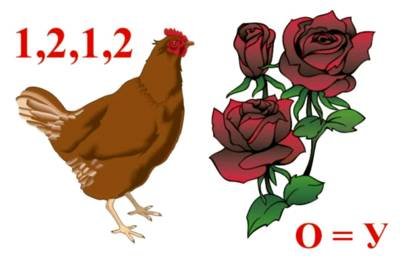 1,2,1,2
О = У